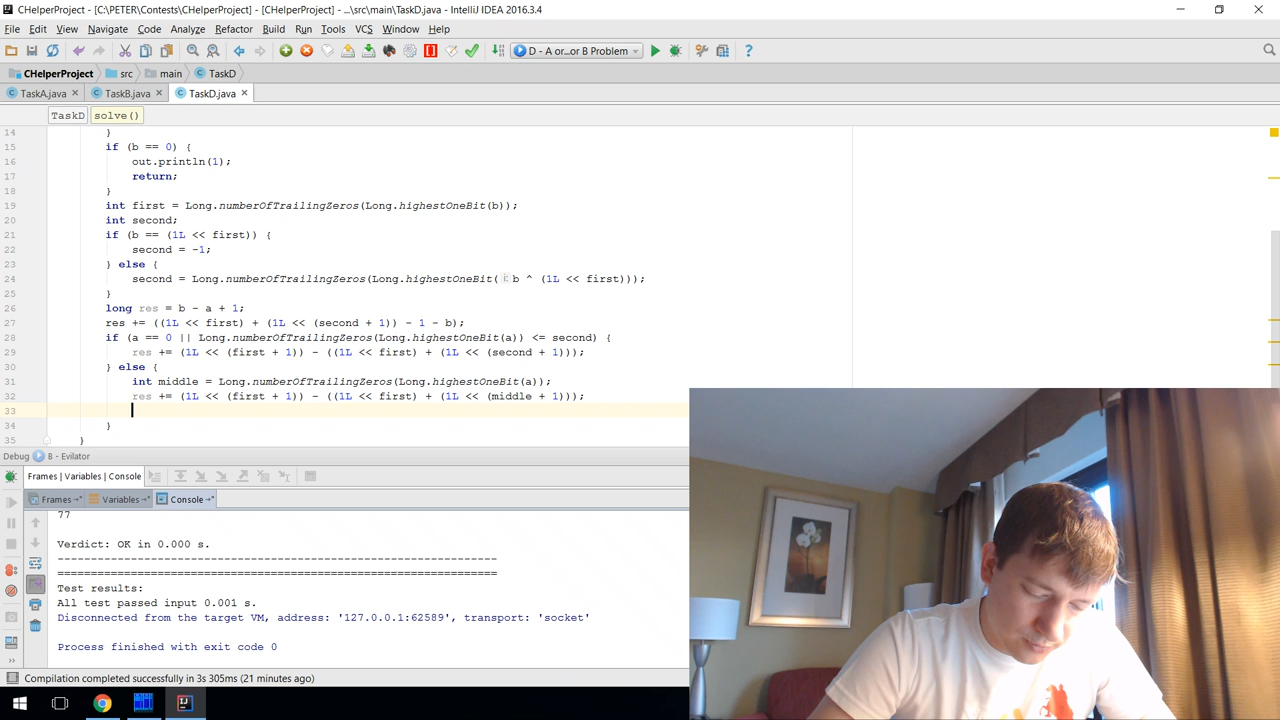 CHelperProject - [C:\PETER\Contests\CHelperProject] - [CHelperProject] - ...\src\main\TaskD.java - IntelliJ IDEA 2016.3.4
File Edit View Navigate Code Analyze Refactor Build Run Tools VCS Window Help
D - A or...or B Problem
CHelperProject src main TaskD
TaskA.java TaskB.java TaskD.java
TaskD solve()
14 }
15 if (b == 0) {
16 out.println(1);
17 return;
18 }
19 int first = Long.numberOfTrailingZeros(Long.highestOneBit(b));
20 int second;
21 if (b == (1L << first)) {
22 second = -1;
23 } else {
24 second = Long.numberOfTrailingZeros(Long.highestOneBit( b ^ (1L << first)));
25 }
26 long res = b - a + 1;
27 res += ((1L << first) + (1L << (second + 1)) - 1 - b);
28 if (a == 0 || Long.numberOfTrailingZeros(Long.highestOneBit(a)) <= second) {
29 res += (1L << (first + 1)) - ((1L << first) + (1L << (second + 1)));
30 } else {
31 int middle = Long.numberOfTrailingZeros(Long.highestOneBit(a));
32 res += (1L << (first + 1)) - ((1L << first) + (1L << (middle + 1)));
33
34 }
35 }
Debug B - Evilator
Frames | Variables | Console
Frames Variables Console
77
Verdict: OK in 0.000 s.
------------------------------------------------------------------
==================================================================
Test results:
All test passed input 0.001 s.
Disconnected from the target VM, address: '127.0.0.1:62589', transport: 'socket'
Process finished with exit code 0
Compilation completed successfully in 3s 305ms (21 minutes ago)